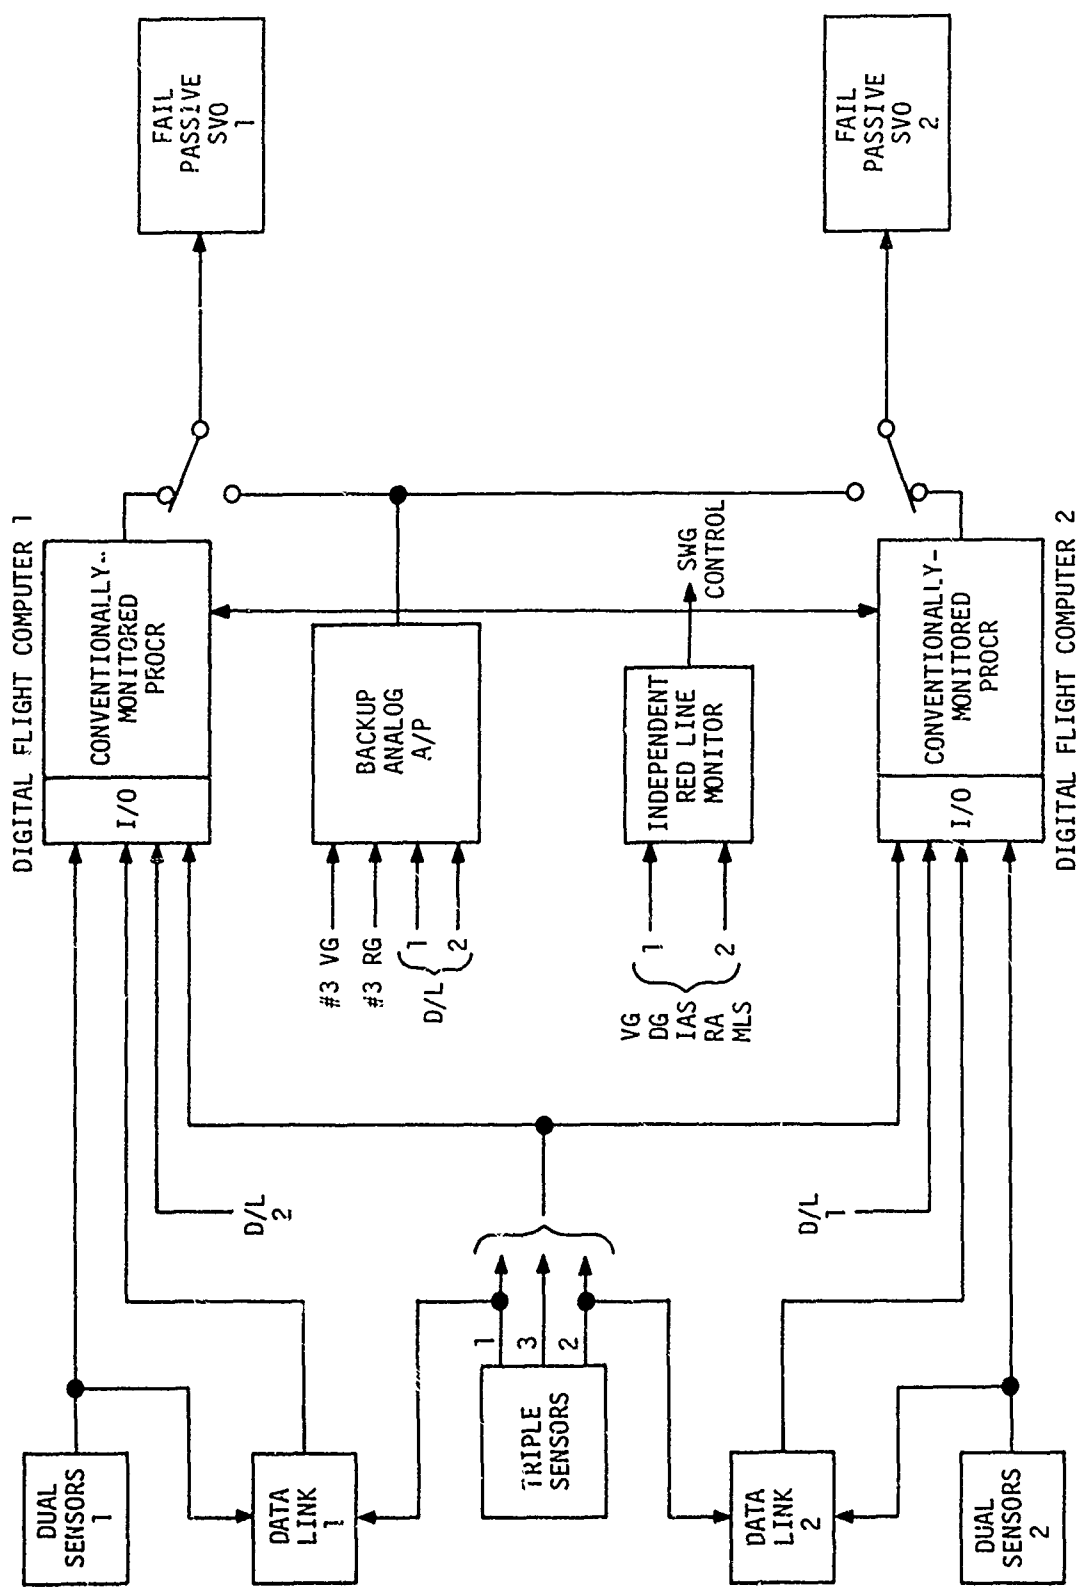 DUAL
SENSORS
1
DATA
LINK
1
TRIPLE
SENSORS
1
3
2
DATA
LINK
2
DUAL
SENSORS
2
D/L
2
D/L
1
DIGITAL FLIGHT COMPUTER 1
I/O
CONVENTIONALLY-
MONITORED
PROCR
#3 VG
#3 RG
D/L
1
2
BACKUP
ANALOG
A/P
VG
DG
IAS
RA
MLS
1
2
INDEPENDENT
RED LINE
MONITOR
SWG
CONTROL
I/O
CONVENTIONALLY-
MONITORED
PROCR
DIGITAL FLIGHT COMPUTER 2
FAIL
PASSIVE
SVO
1
FAIL
PASSIVE
SVO
2